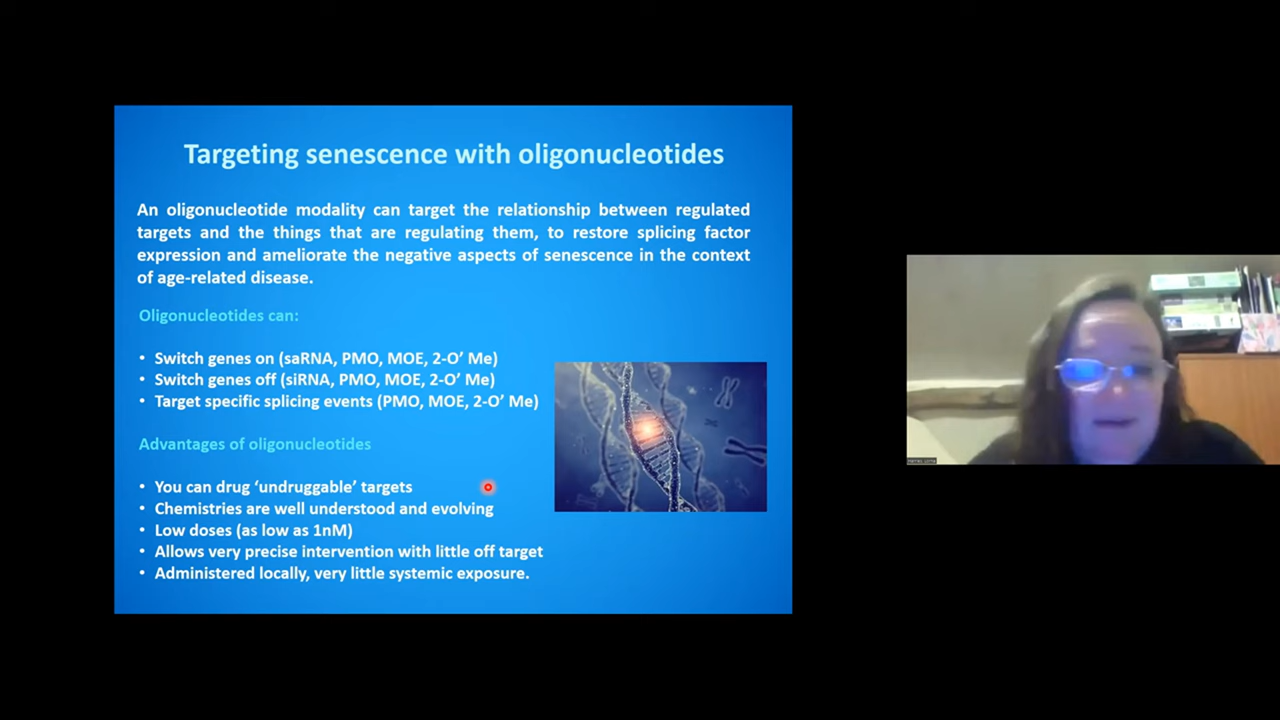 Targeting senescence with oligonucleotides
An oligonucleotide modality can target the relationship between regulated
targets and the things that are regulating them, to restore splicing factor
expression and ameliorate the negative aspects of senescence in the context
of age-related disease.
Oligonucleotides can:
• Switch genes on (saRNA, PMO, MOE, 2-O’ Me)
• Switch genes off (siRNA, PMO, MOE, 2-O’ Me)
• Target specific splicing events (PMO, MOE, 2-O’ Me)
Advantages of oligonucleotides
• You can drug ‘undruggable’ targets
• Chemistries are well understood and evolving
• Low doses (as low as 1nM)
• Allows very precise intervention with little off target
• Administered locally, very little systemic exposure.